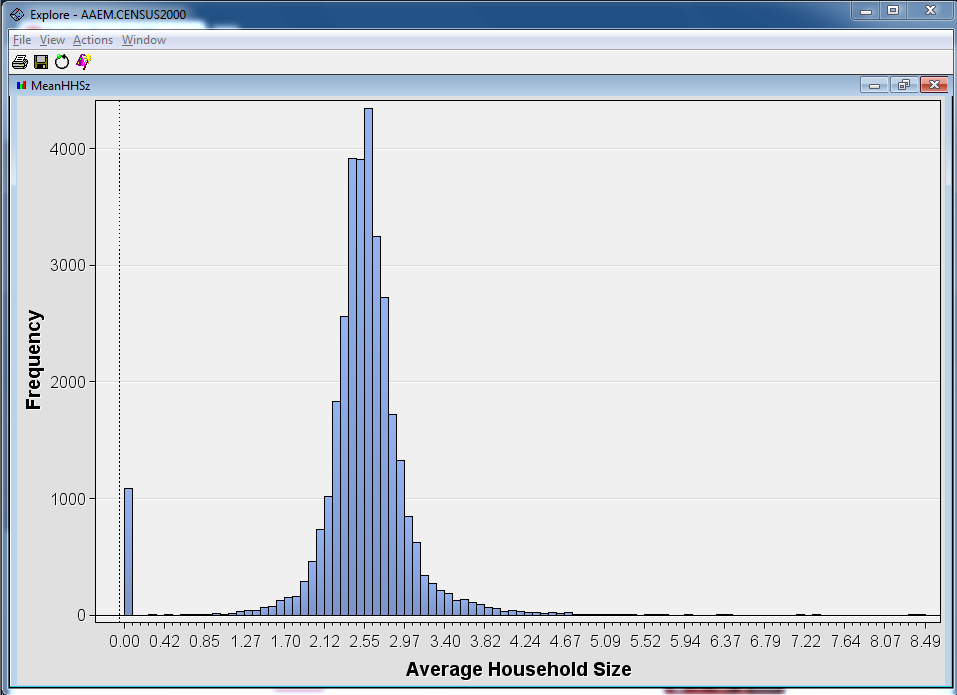 Explore - AAEM.CENSUS2000
File View Actions Window
MeanHHSz
4000
3000
2000
1000
0
Frequency
0.00 0.42 0.85 1.27 1.70 2.12 2.55 2.97 3.40 3.82 4.24 4.67 5.09 5.52 5.94 6.37 6.79 7.22 7.64 8.07 8.49
Average Household Size